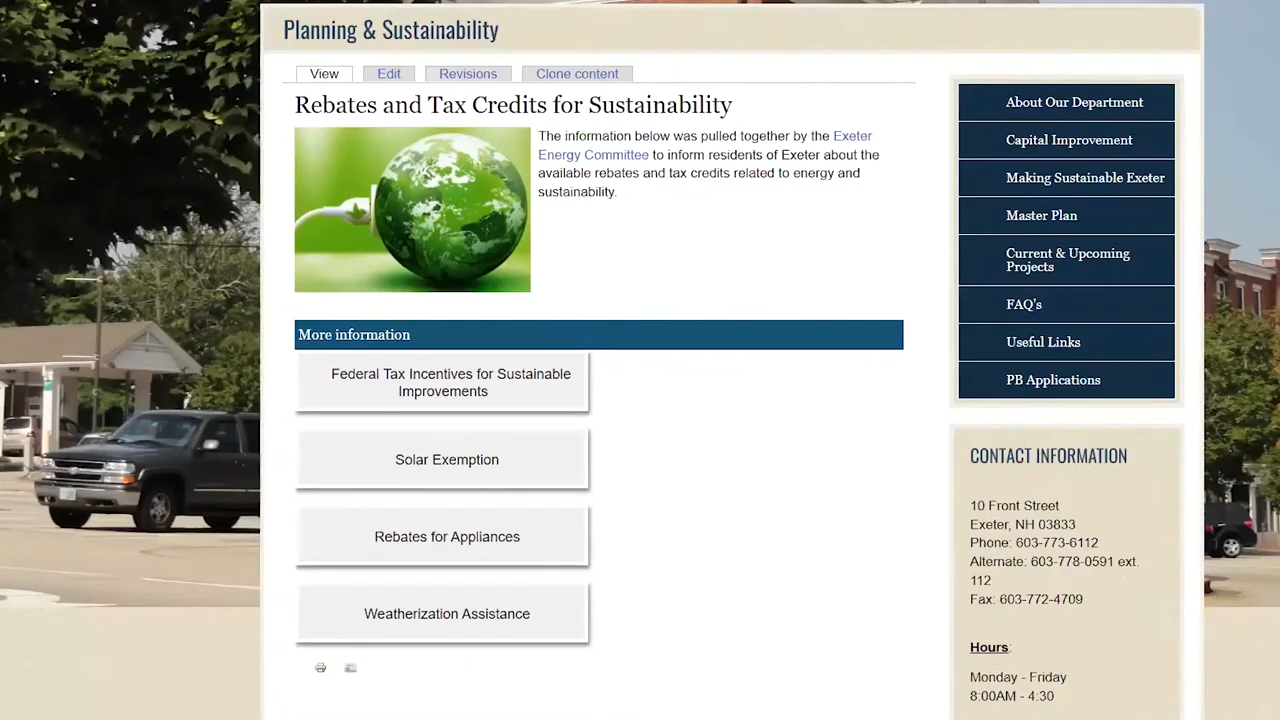 Planning & Sustainability
View
Edit
Revisions
Clone content
Rebates and Tax Credits for Sustainability
The information below was pulled together by the Exeter
Energy Committee to inform residents of Exeter about the
available rebates and tax credits related to energy and
sustainability.
More information
Federal Tax Incentives for Sustainable
Improvements
Solar Exemption
Rebates for Appliances
Weatherization Assistance
About Our Department
Capital Improvement
Making Sustainable Exeter
Master Plan
Current & Upcoming
Projects
FAQ's
Useful Links
PB Applications
CONTACT INFORMATION
10 Front Street
Exeter, NH 03833
Phone: 603-773-6112
Alternate: 603-778-0591 ext.
112
Fax: 603-772-4709
Hours:
Monday - Friday
8:00AM - 4:30